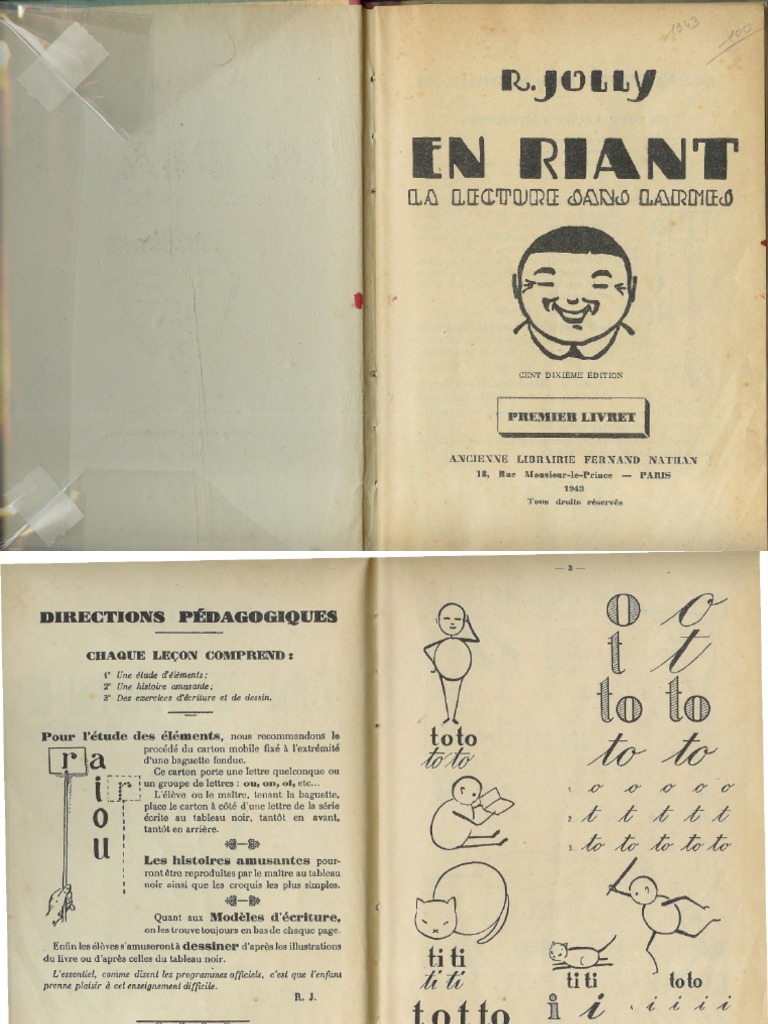 1943
100
R. JOLLY
EN RIANT
LA LECTURE SANS LARMES
CENT DIXIÈME ÉDITION
PREMIER LIVRET
ANCIENNE LIBRAIRIE FERNAND NATHAN
18, Rue Monsieur-le-Prince — PARIS
1943
Tous droits réservés
DIRECTIONS PÉDAGOGIQUES
CHAQUE LEÇON COMPREND :
1° Une étude d'éléments ;
2° Une histoire amusante ;
3° Des exercices d'écriture et de dessin.
Pour l'étude des éléments, nous recommandons le
procédé du carton mobile fixé à l'extrémité
d'une baguette fendue.
Ce carton porte une lettre quelconque ou
un groupe de lettres : ou, on, oi, etc...
L'élève ou le maître, tenant la baguette,
place le carton à côté d'une lettre de la série
écrite au tableau noir, tantôt en avant,
tantôt en arrière.
r a
i r
o
u
Les histoires amusantes pour-
ront être reproduites par le maître au tableau
noir ainsi que les croquis les plus simples.
Quant aux Modèles d'écriture,
on les trouve toujours en bas de chaque page.
Enfin les élèves s'amuseront à dessiner d'après les illustrations
du livre ou d'après celles du tableau noir.
L'essentiel, comme disent les programmes officiels, c'est que l'enfant
prenne plaisir à cet enseignement difficile.
R. J.
— 3 —
o o
t t
to to
to to
toto
to to
1. o o o o o
2. t t t t t
3. to to to to to
ti ti
ti ti
ti ti
toto
i i i i i i
totto